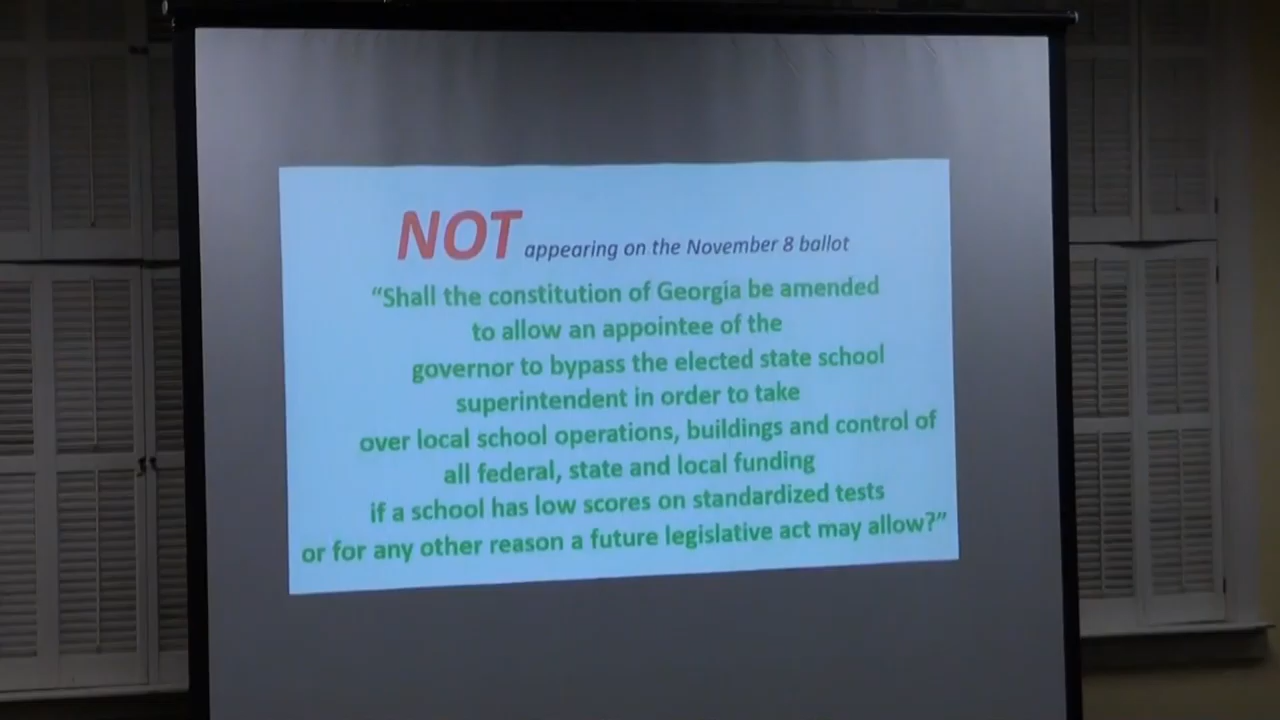 NOT appearing on the November 8 ballot
“Shall the constitution of Georgia be amended
to allow an appointee of the
governor to bypass the elected state school
superintendent in order to take
over local school operations, buildings and control of
all federal, state and local funding
if a school has low scores on standardized tests
or for any other reason a future legislative act may allow?”